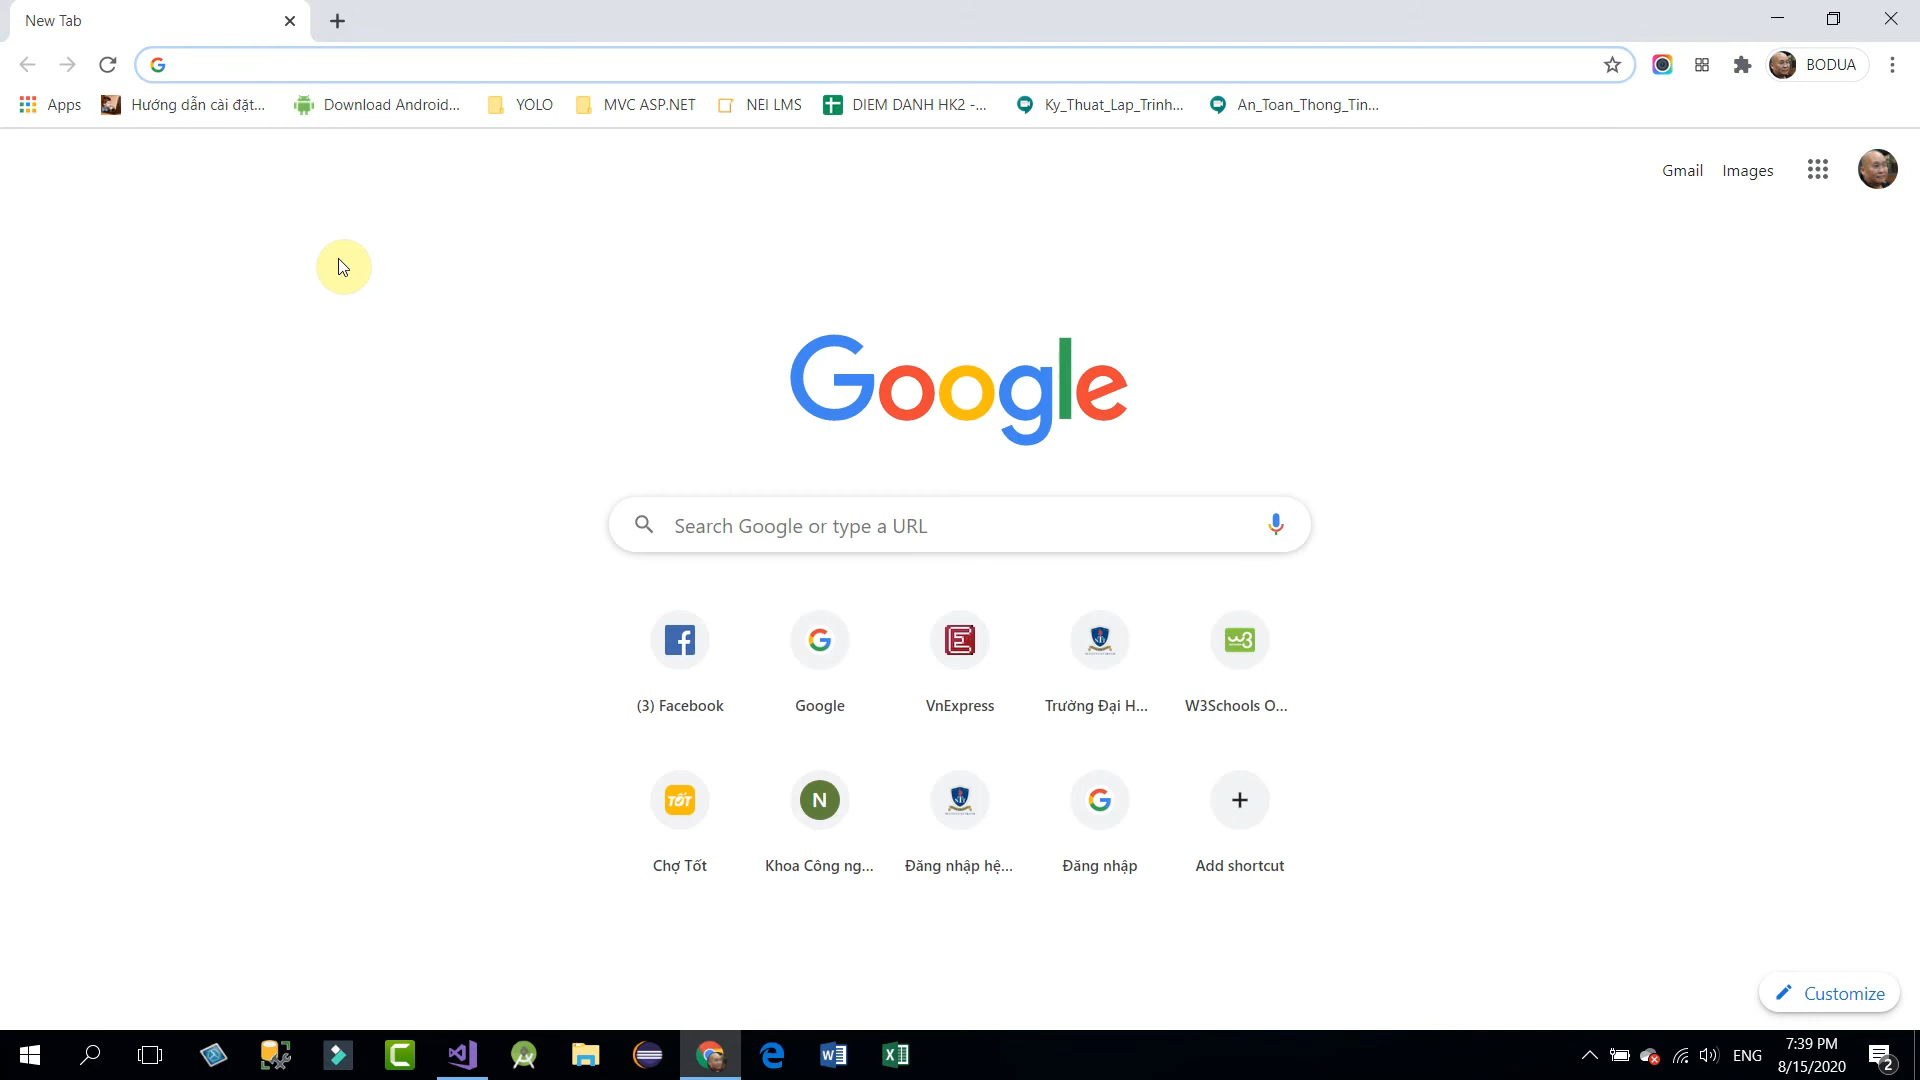 New Tab
BODUA
Apps
Hướng dẫn cài đặt...
Download Android...
YOLO
MVC ASP.NET
NEI LMS
DIEM DANH HK2 -...
Ky_Thuat_Lap_Trinh...
An_Toan_Thong_Tin...
Gmail
Images
Google
Search Google or type a URL
(3) Facebook
Google
VnExpress
Trường Đại H...
W3Schools O...
Chợ Tốt
Khoa Công ng...
Đăng nhập hệ...
Đăng nhập
Add shortcut
Customize
ENG
7:39 PM
8/15/2020
2